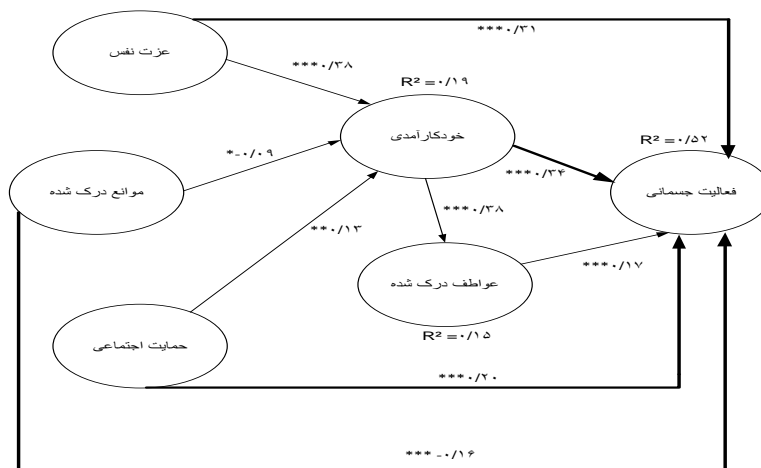 ***۰/۳۱
عزت نفس
***۰/۳۸
R² =۰/۱۹
خودکارآمدی
R² =۰/۵۲
*-۰/۰۹
***۰/۳۴
موانع درک شده
فعالیت جسمانی
***۰/۳۸
**۰/۱۳
***۰/۱۷
عواطف درک شده
R² =۰/۱۵
حمایت اجتماعی
***۰/۲۰
*** -۰/۱۶